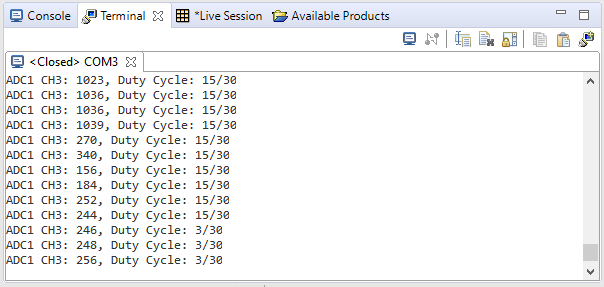 Console Terminal *Live Session Available Products
<Closed> COM3
ADC1 CH3: 1023, Duty Cycle: 15/30
ADC1 CH3: 1036, Duty Cycle: 15/30
ADC1 CH3: 1036, Duty Cycle: 15/30
ADC1 CH3: 1039, Duty Cycle: 15/30
ADC1 CH3: 270, Duty Cycle: 15/30
ADC1 CH3: 340, Duty Cycle: 15/30
ADC1 CH3: 156, Duty Cycle: 15/30
ADC1 CH3: 184, Duty Cycle: 15/30
ADC1 CH3: 252, Duty Cycle: 15/30
ADC1 CH3: 244, Duty Cycle: 15/30
ADC1 CH3: 246, Duty Cycle: 3/30
ADC1 CH3: 248, Duty Cycle: 3/30
ADC1 CH3: 256, Duty Cycle: 3/30